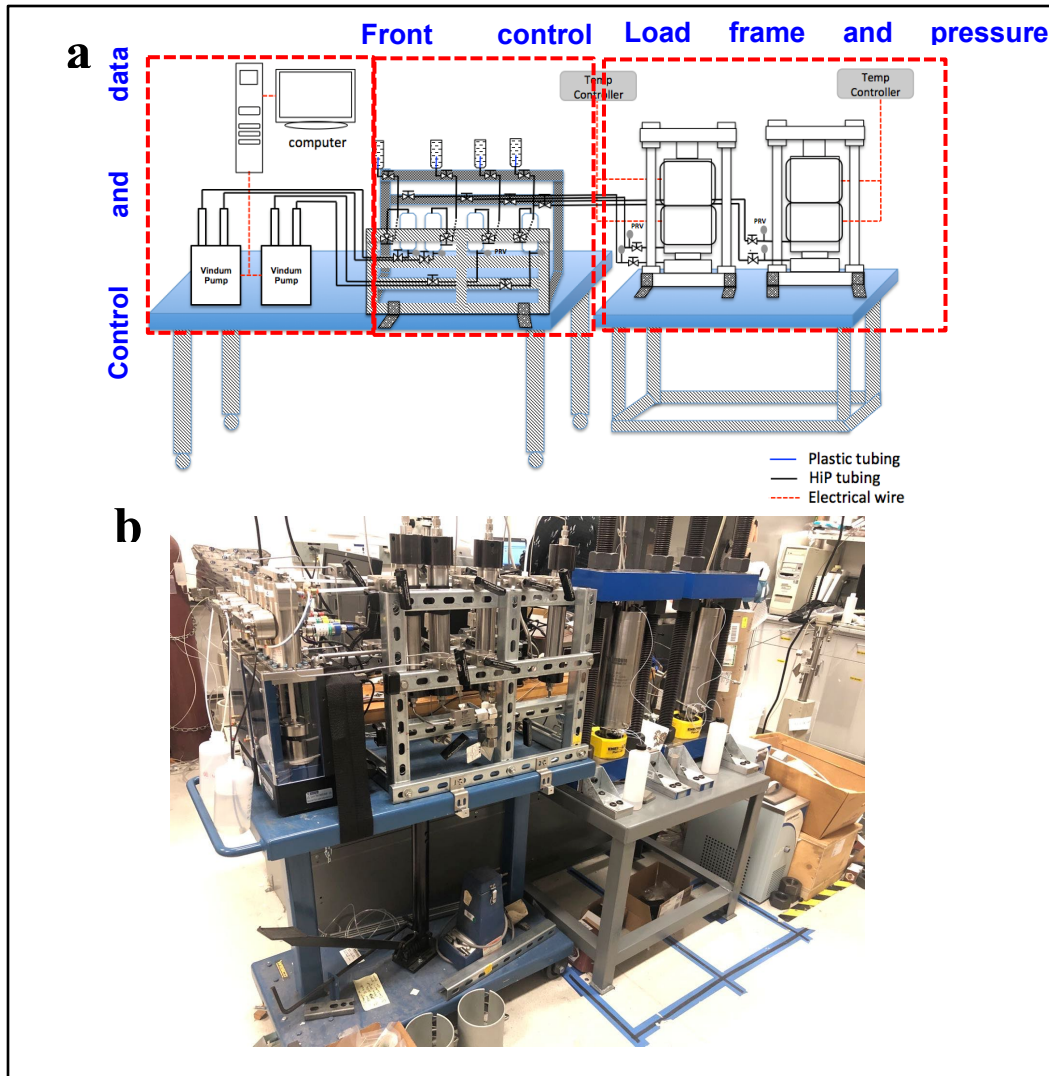 a
Front control Load frame and pressure
Control and data
Temp
Controller
Temp
Controller
computer
PRV
PRV
PRV
Vindum
Pump
Vindum
Pump
Plastic tubing
HiP tubing
Electrical wire
b